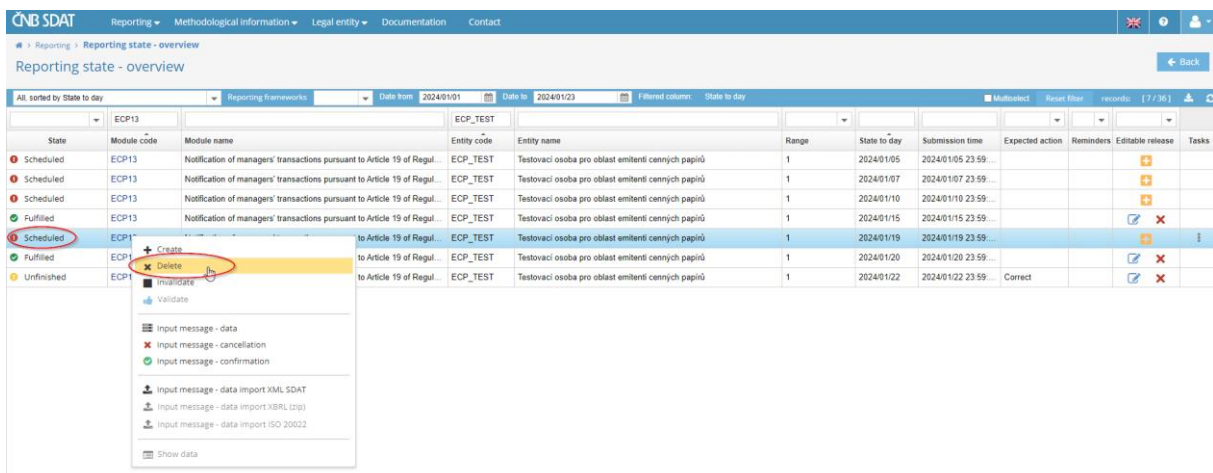 ČNB SDAT Reporting Methodological information Legal entity Documentation Contact
> Reporting > Reporting state - overview
Reporting state - overview Back
All, sorted by State to day Reporting frameworks Date from 2024/01/01 Date to 2024/01/23 Filtered column: State to day Multiselect Reset filter records: [7/36]
ECP13 ECP_TEST
State Module code Module name Entity code Entity name Range State to day Submission time Expected action Reminders Editable release Tasks
Scheduled ECP13 Notification of managers' transactions pursuant to Article 19 of Regul... ECP_TEST Testovací osoba pro oblast emitenti cenných papírů 1 2024/01/05 2024/01/05 23:59:...
Scheduled ECP13 Notification of managers' transactions pursuant to Article 19 of Regul... ECP_TEST Testovací osoba pro oblast emitenti cenných papírů 1 2024/01/07 2024/01/07 23:59:...
Scheduled ECP13 Notification of managers' transactions pursuant to Article 19 of Regul... ECP_TEST Testovací osoba pro oblast emitenti cenných papírů 1 2024/01/10 2024/01/10 23:59:...
Fulfilled ECP13 Notification of managers' transactions pursuant to Article 19 of Regul... ECP_TEST Testovací osoba pro oblast emitenti cenných papírů 1 2024/01/15 2024/01/15 23:59:...
Scheduled ECP1 to Article 19 of Regul... ECP_TEST Testovací osoba pro oblast emitenti cenných papírů 1 2024/01/19 2024/01/19 23:59:...
Fulfilled ECP1 to Article 19 of Regul... ECP_TEST Testovací osoba pro oblast emitenti cenných papírů 1 2024/01/20 2024/01/20 23:59:...
Unfinished ECP1 to Article 19 of Regul... ECP_TEST Testovací osoba pro oblast emitenti cenných papírů 1 2024/01/22 2024/01/22 23:59:... Correct
Create
Delete
Invalidate
Validate
Input message - data
Input message - cancellation
Input message - confirmation
Input message - data import XML SDAT
Input message - data import XBRL (zip)
Input message - data import ISO 20022
Show data